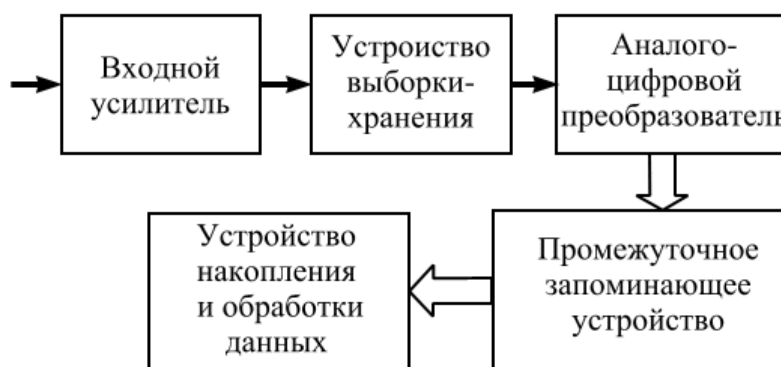 Входной
усилитель
Устроиство
выборки-
хранения
Аналого-
цифровой
преобразователь
Промежуточное
запоминающее
устройство
Устройство
накопления
и обработки
данных